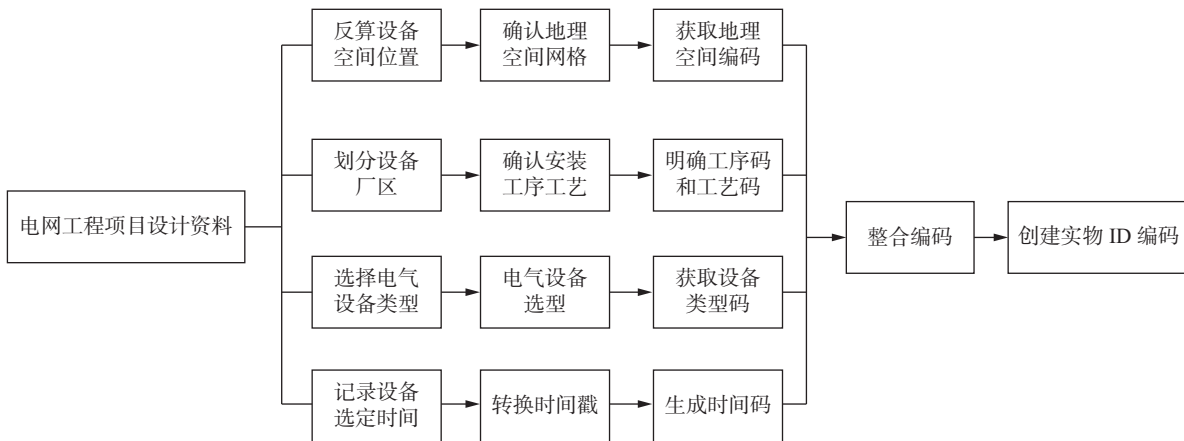 反算设备
空间位置
确认地理
空间网格
获取地理
空间编码
划分设备
厂区
确认安装
工序工艺
明确工序码
和工艺码
电网工程项目设计资料
整合编码
创建实物 ID 编码
选择电气
设备类型
电气设备
选型
获取设备
类型码
记录设备
选定时间
转换时间戳
生成时间码